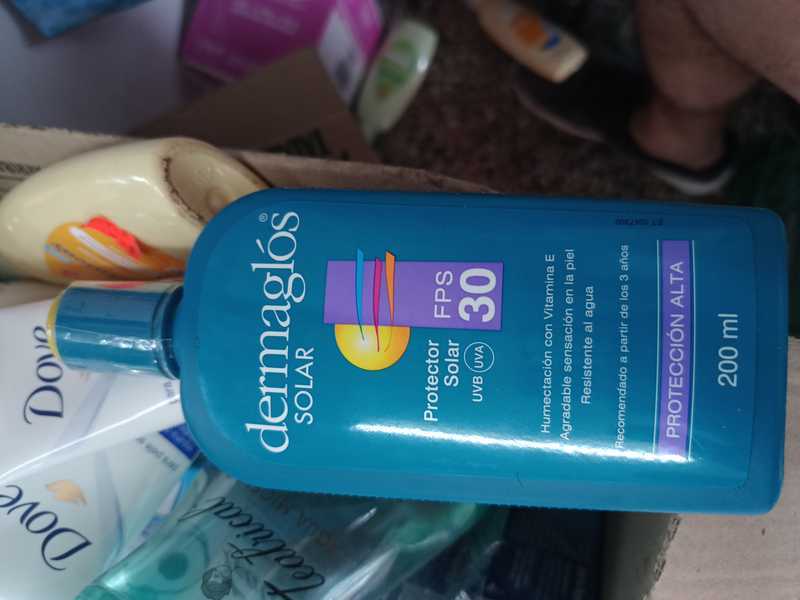 dermaglós®
SOLAR
FPS
30
Protector
Solar
UVB UVA
Humectación con Vitamina E
Agradable sensación en la piel
Resistente al agua
Recomendado a partir de los 3 años
PROTECCIÓN ALTA
200 ml
Dove
Dove
Teatrical